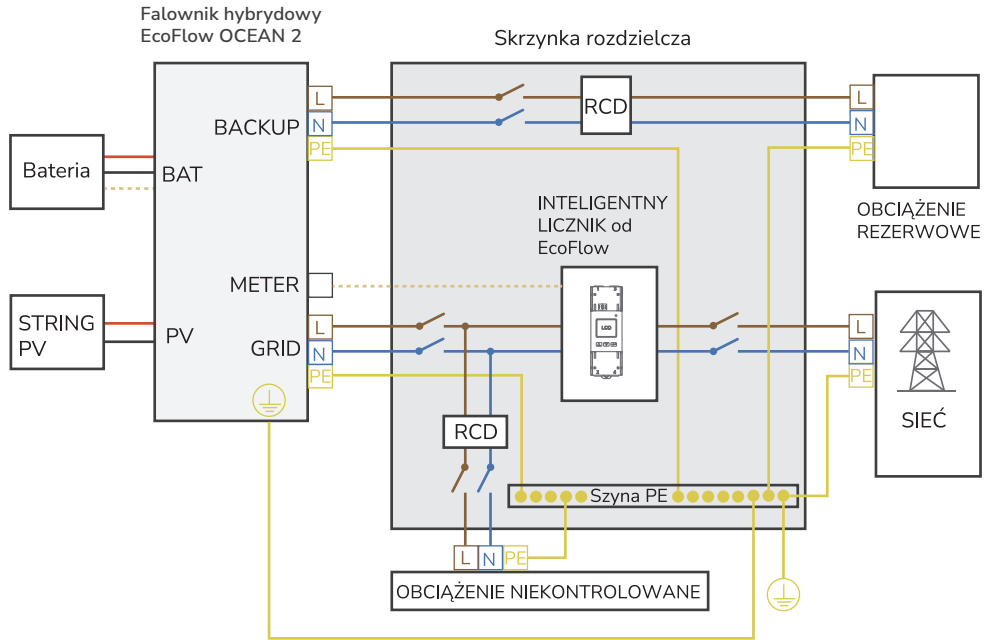 Falownik hybrydowy
EcoFlow OCEAN 2
Skrzynka rozdzielcza
L
BACKUP
N
PE
RCD
L
N
PE
Bateria
BAT
OBCIĄŻENIE
REZERWOWE
INTELIGENTNY
LICZNIK od
EcoFlow
METER
STRING
PV
PV
L
GRID
N
PE
LCD
L
N
PE
SIEĆ
RCD
Szyna PE
L
N
PE
OBCIĄŻENIE NIEKONTROLOWANE